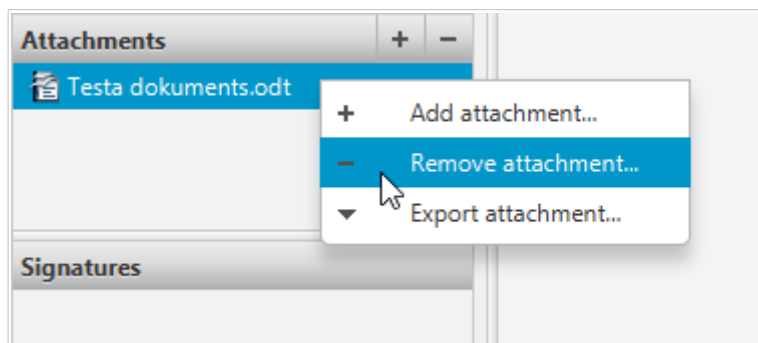 Attachments + −
Testa dokuments.odt
+ Add attachment...
− Remove attachment...
Export attachment...
Signatures